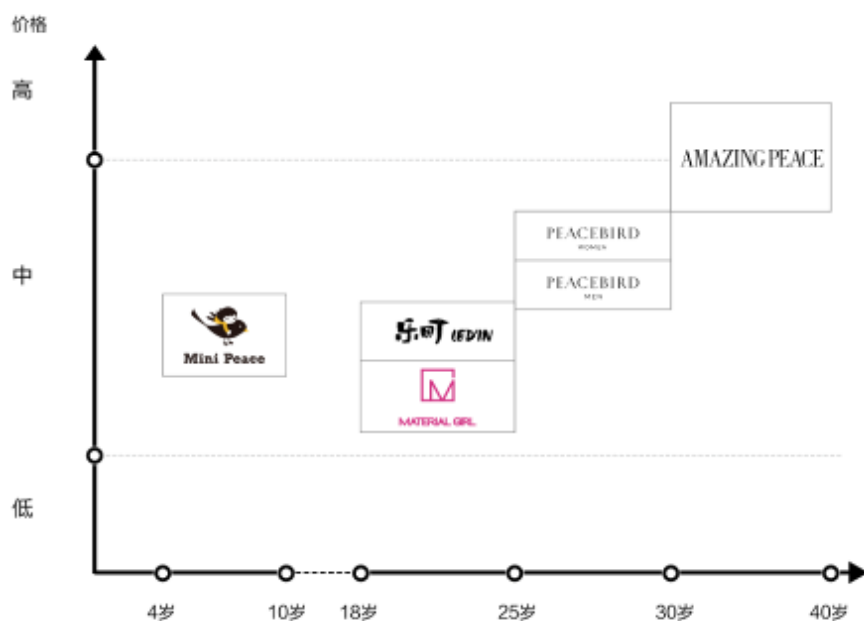 价格
高
AMAZING PEACE
PEACEBIRD
WOMEN
中
PEACEBIRD
MEN
Mini Peace
乐町 LEDIN
M
MATERIAL GIRL
低
4岁
10岁
18岁
25岁
30岁
40岁